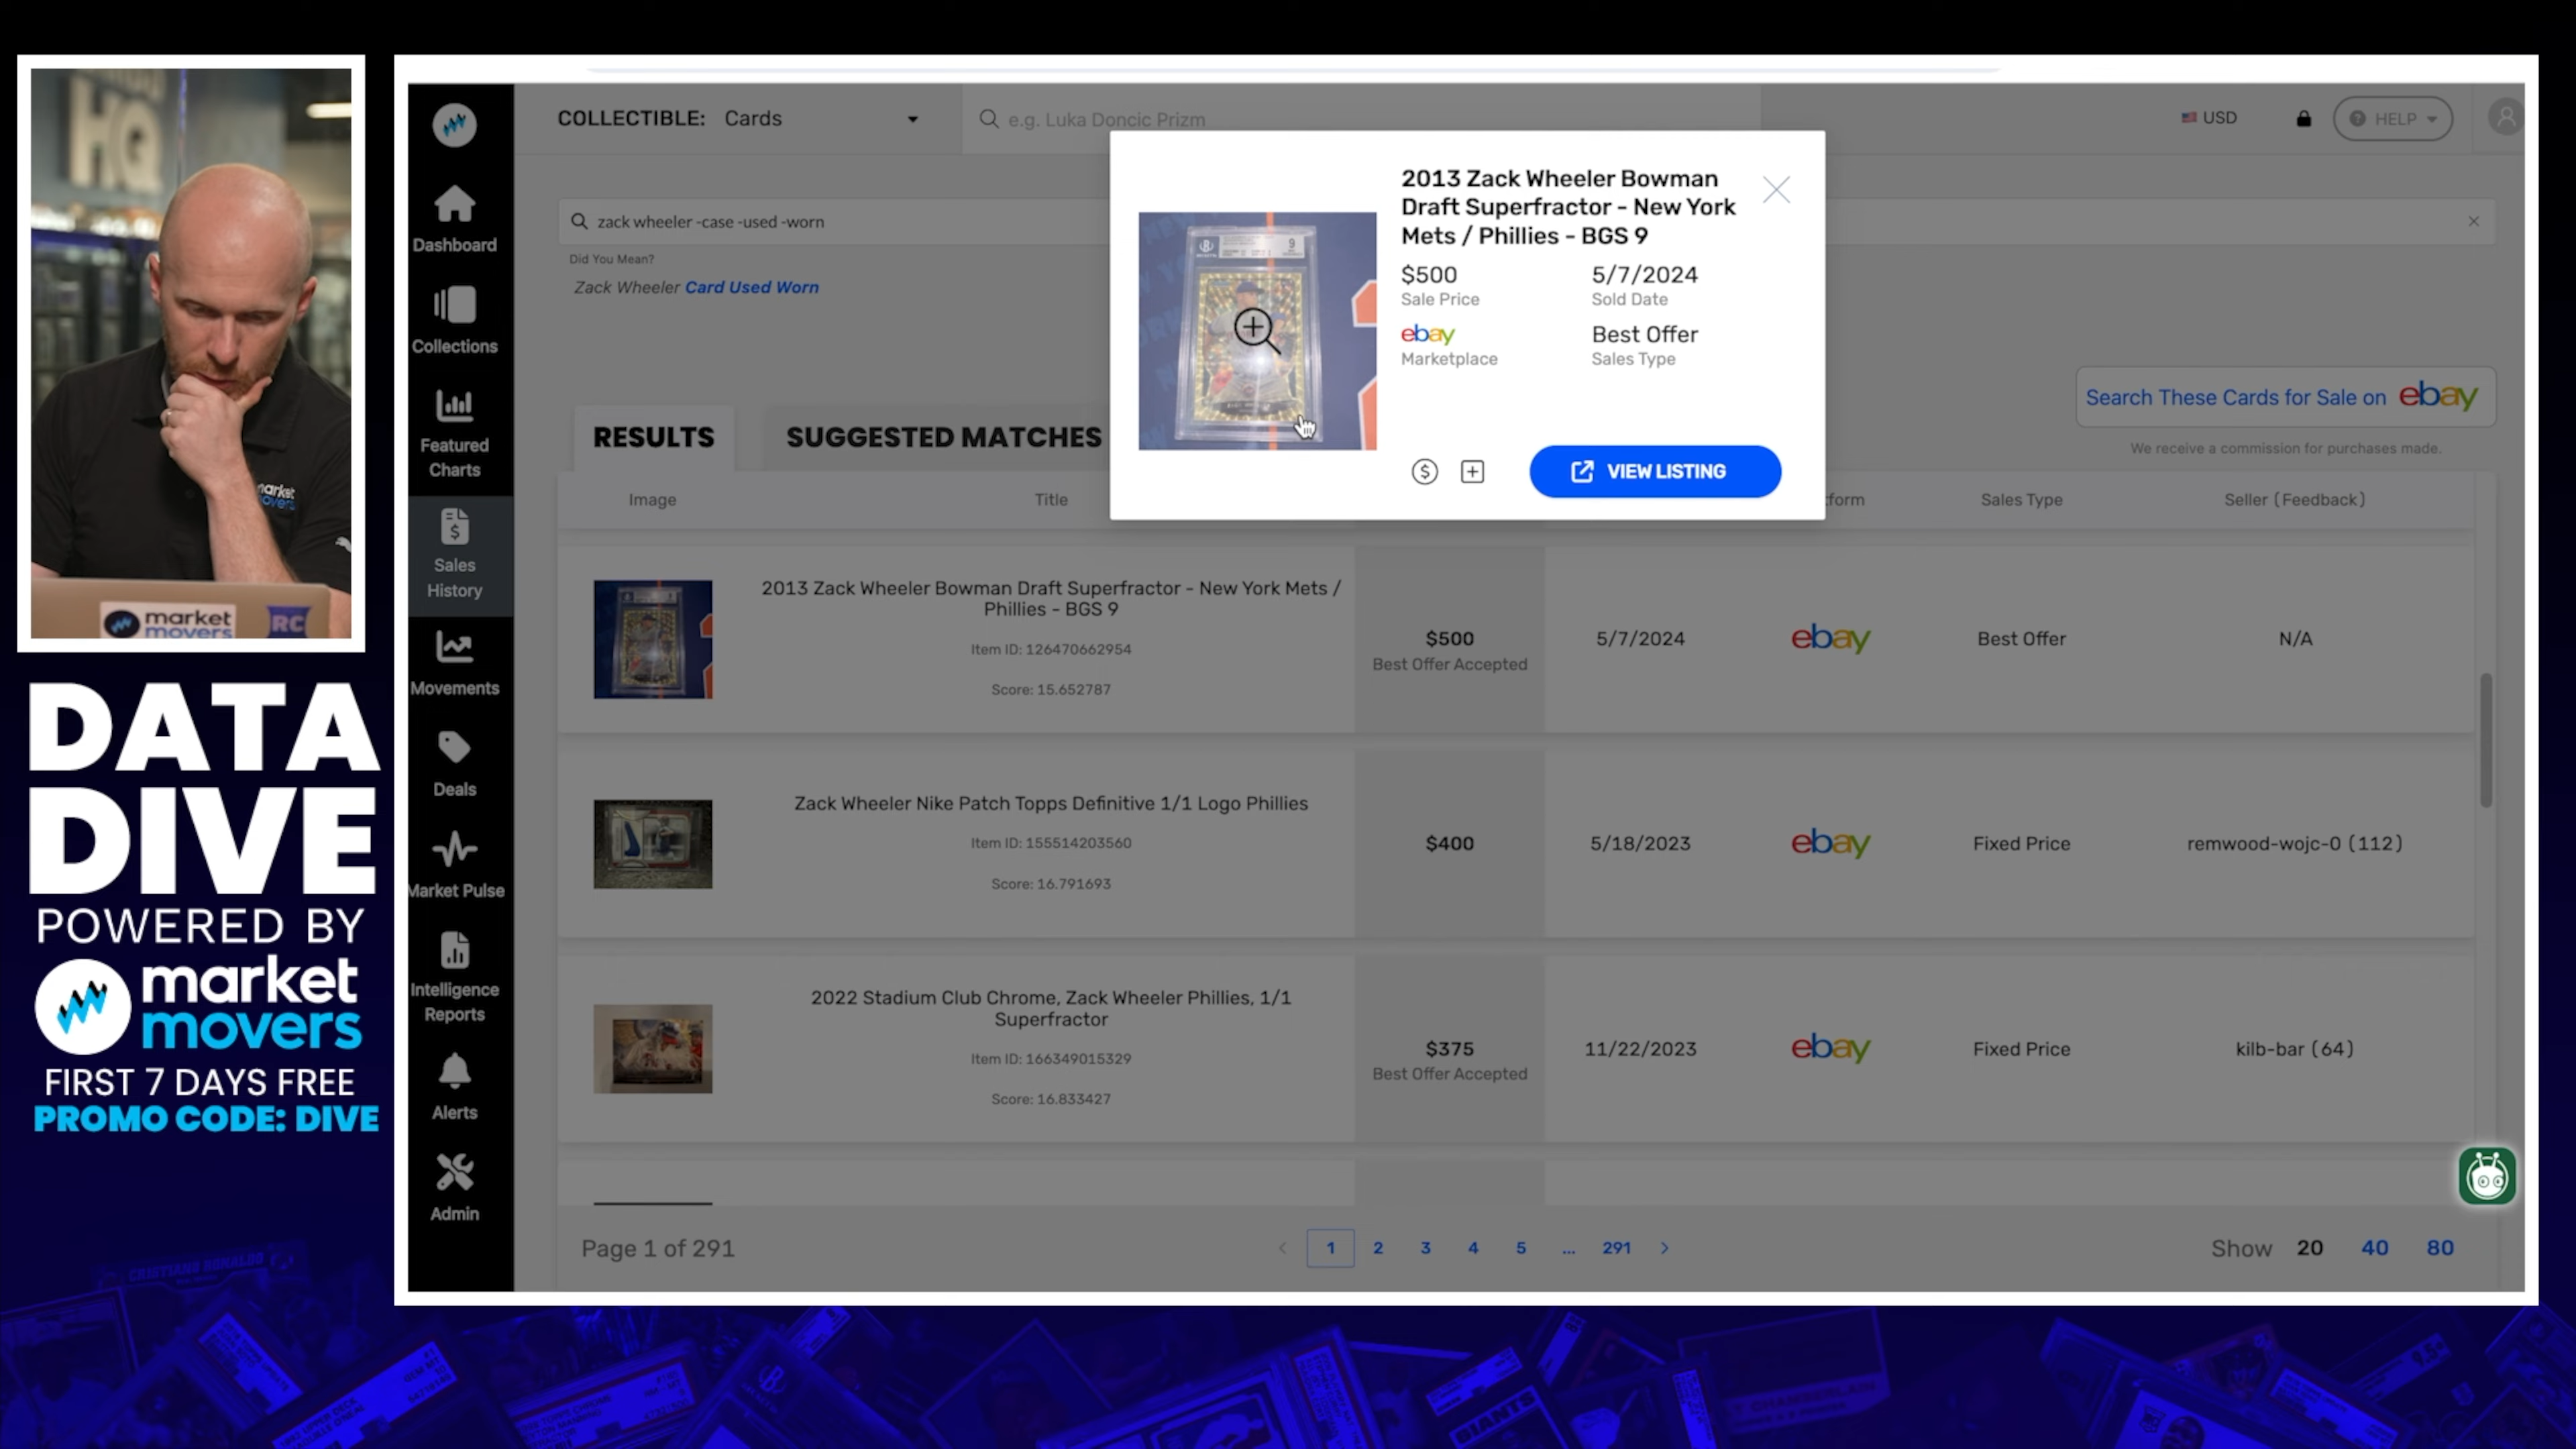 HQ
market
movers
market
movers
RC
DATA
DIVE
POWERED BY
market
movers
FIRST 7 DAYS FREE
PROMO CODE: DIVE
Dashboard
Collections
Featured
Charts
Sales
History
Movements
Deals
Market Pulse
Intelligence
Reports
Alerts
Admin
COLLECTIBLE: Cards
e.g. Luka Doncic Prizm
USD
HELP
zack wheeler -case -used -worn
Did You Mean?
Zack Wheeler Card Used Worn
2013 Zack Wheeler Bowman
Draft Superfractor - New York
Mets / Phillies - BGS 9
$500
5/7/2024
Sale Price
Sold Date
ebay
Best Offer
Marketplace
Sales Type
VIEW LISTING
Search These Cards for Sale on ebay
We receive a commission for purchases made.
RESULTS
SUGGESTED MATCHES
Image
Title
form
Sales Type
Seller (Feedback)
2013 Zack Wheeler Bowman Draft Superfractor - New York Mets /
Phillies - BGS 9
Item ID: 126470662954
Score: 15.652787
$500
Best Offer Accepted
5/7/2024
ebay
Best Offer
N/A
Zack Wheeler Nike Patch Topps Definitive 1/1 Logo Phillies
Item ID: 155514203560
Score: 16.791693
$400
5/18/2023
ebay
Fixed Price
remwood-wojc-0 (112)
2022 Stadium Club Chrome, Zack Wheeler Phillies, 1/1
Superfractor
Item ID: 166349015329
Score: 16.833427
$375
Best Offer Accepted
11/22/2023
ebay
Fixed Price
kilb-bar (64)
Page 1 of 291
1 2 3 4 5 ... 291
Show 20 40 80
CRISTIANO RONALDO
GIANTS